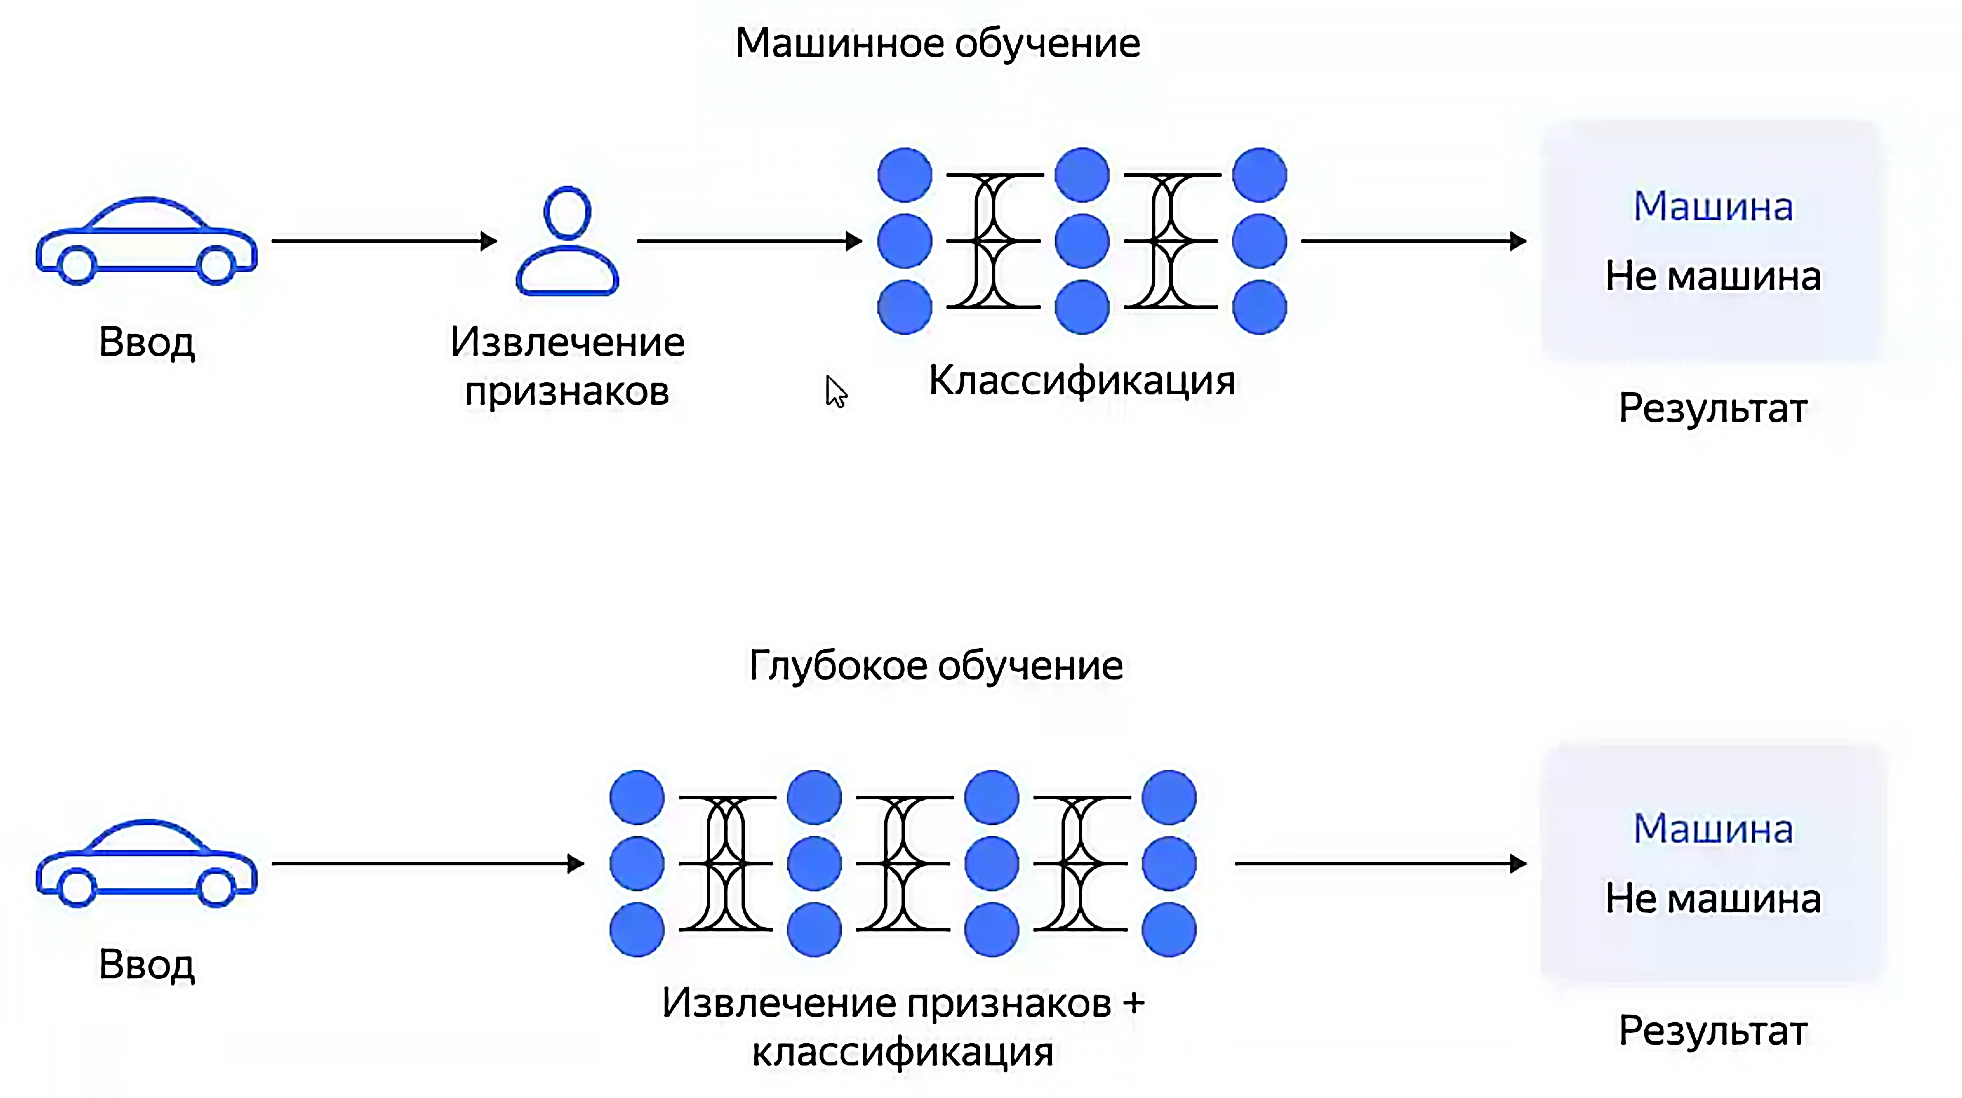 Машинное обучение
Ввод
Извлечение
признаков
Классификация
Машина
Не машина
Результат
Глубокое обучение
Ввод
Извлечение признаков +
классификация
Машина
Не машина
Результат